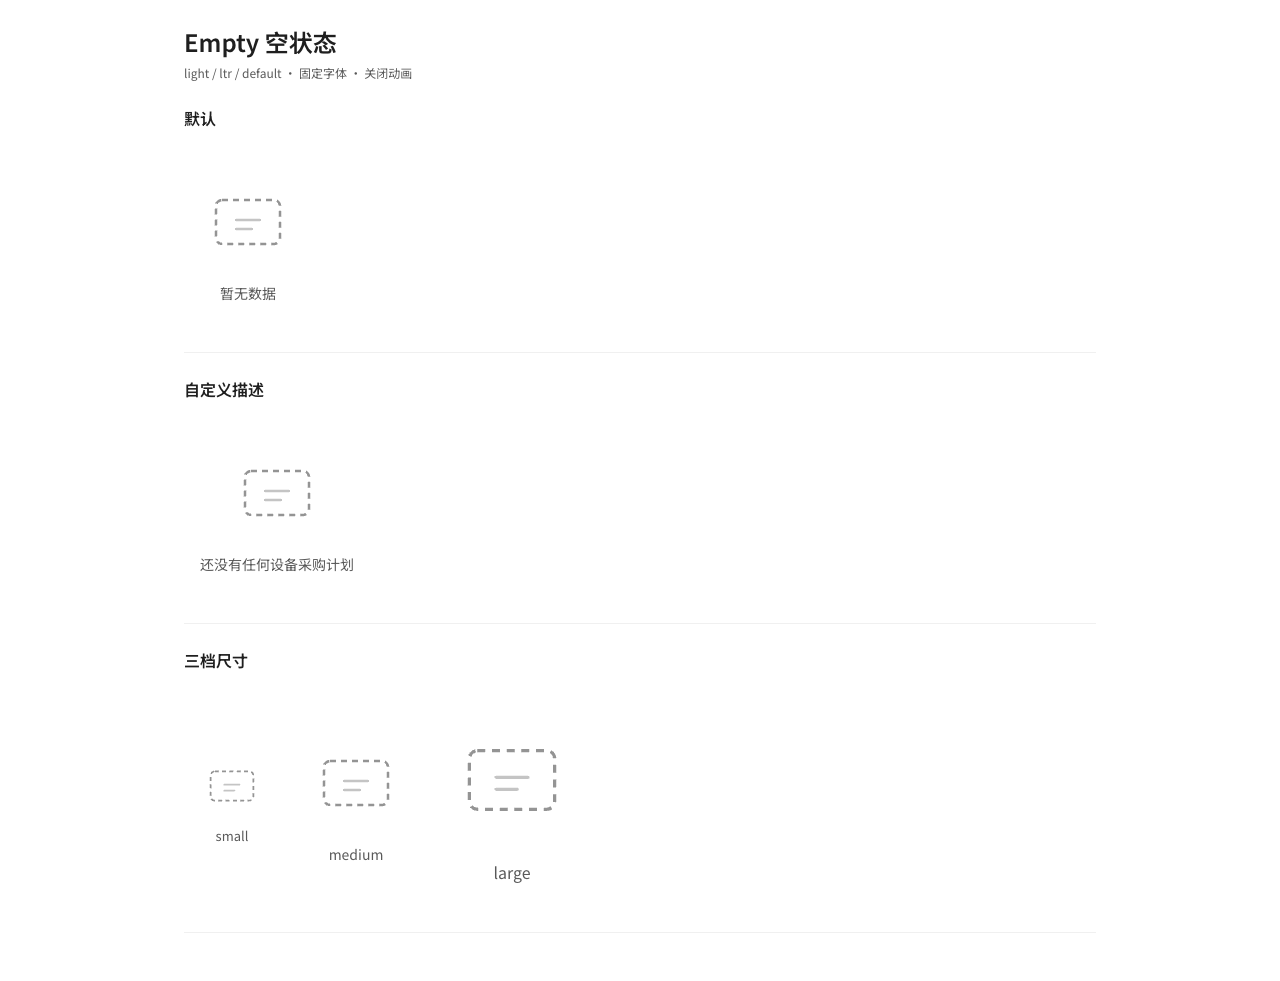 Empty 空状态
light / ltr / default · 固定字体 · 关闭动画
默认
暂无数据
自定义描述
还没有任何设备采购计划
三档尺寸
small
medium
large